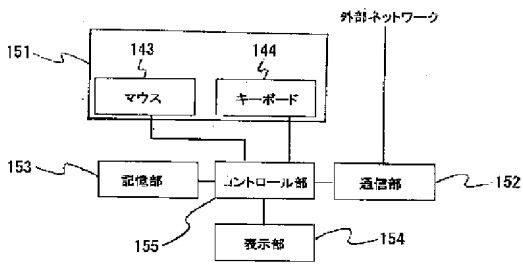 外部ネットワーク
151
143
144
マウス
キーボード
153
記憶部
コントロール部
通信部
152
155
表示部
154